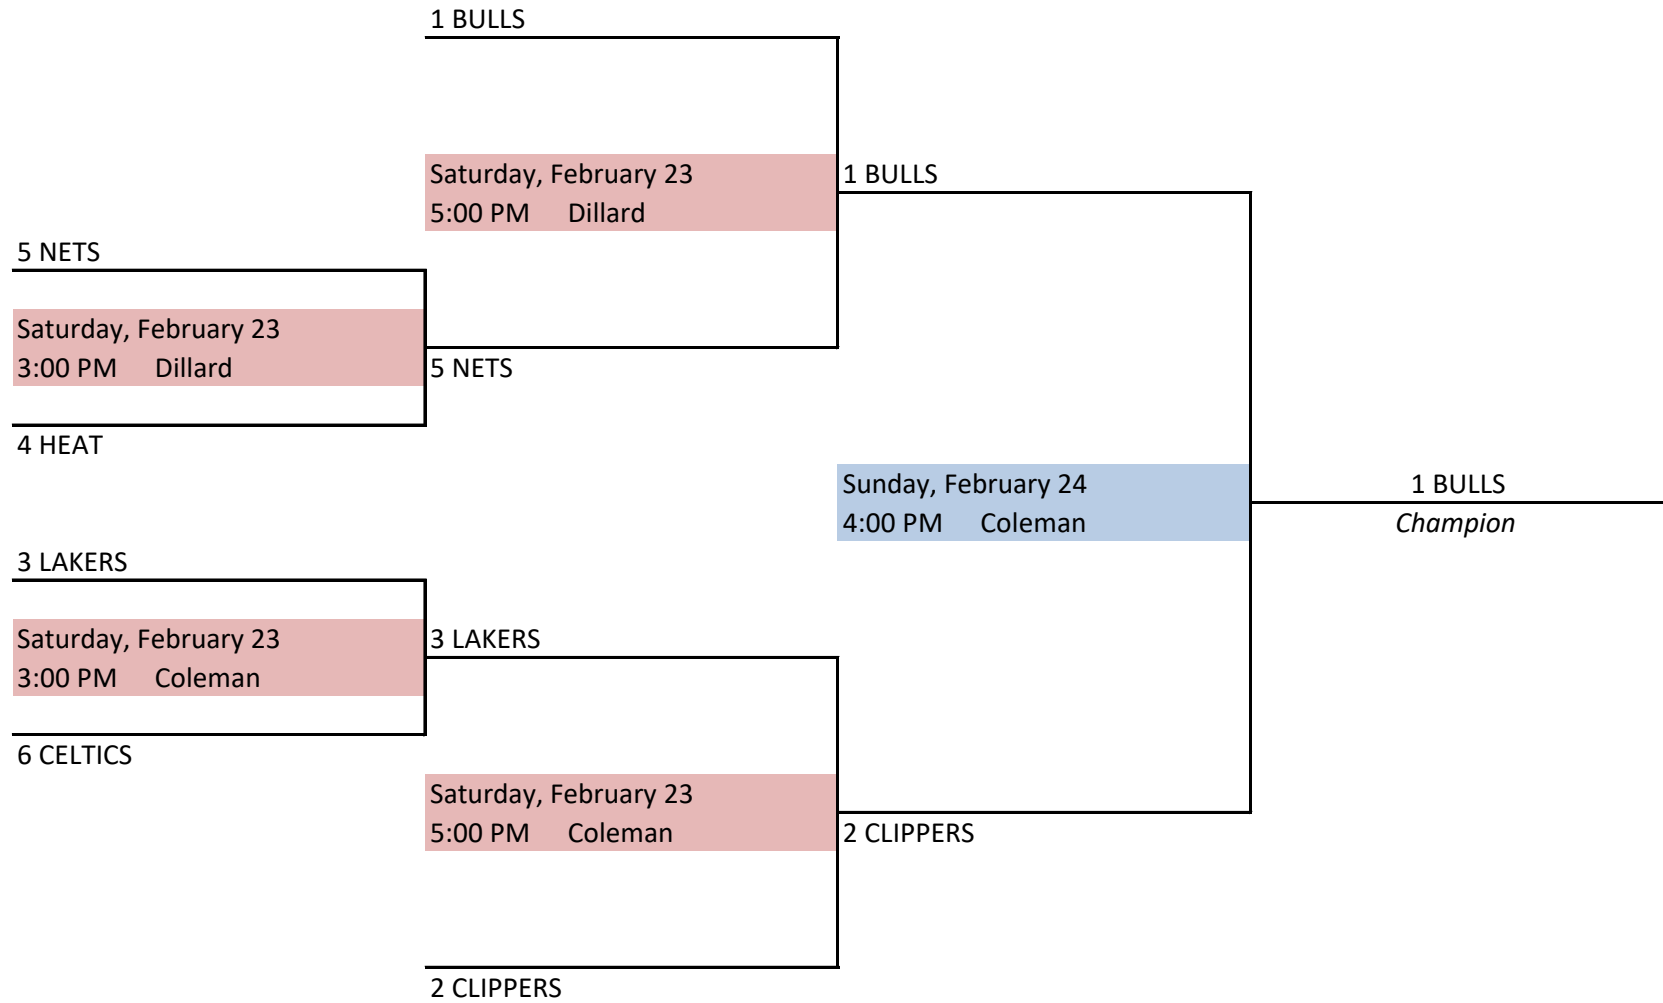 1 BULLS
Saturday, February 23
5:00 PM Dillard
1 BULLS
5 NETS
Saturday, February 23
3:00 PM Dillard
5 NETS
4 HEAT
Sunday, February 24
4:00 PM Coleman
1 BULLS
Champion
3 LAKERS
Saturday, February 23
3:00 PM Coleman
3 LAKERS
6 CELTICS
Saturday, February 23
5:00 PM Coleman
2 CLIPPERS
2 CLIPPERS